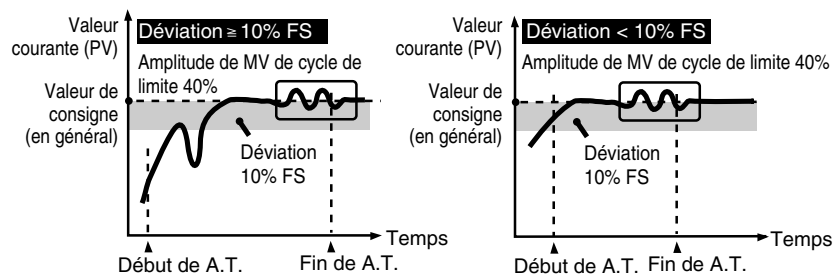 Valeur
courante (PV)
Déviation ≧ 10% FS
Amplitude de MV de cycle de
limite 40%
Valeur de
consigne
(en général)
Déviation
10% FS
Temps
Début de A.T.
Fin de A.T.
Valeur
courante (PV)
Déviation < 10% FS
Amplitude de MV de cycle de limite 40%
Valeur de
consigne
(en général)
Déviation
10% FS
Temps
Début de A.T.
Fin de A.T.